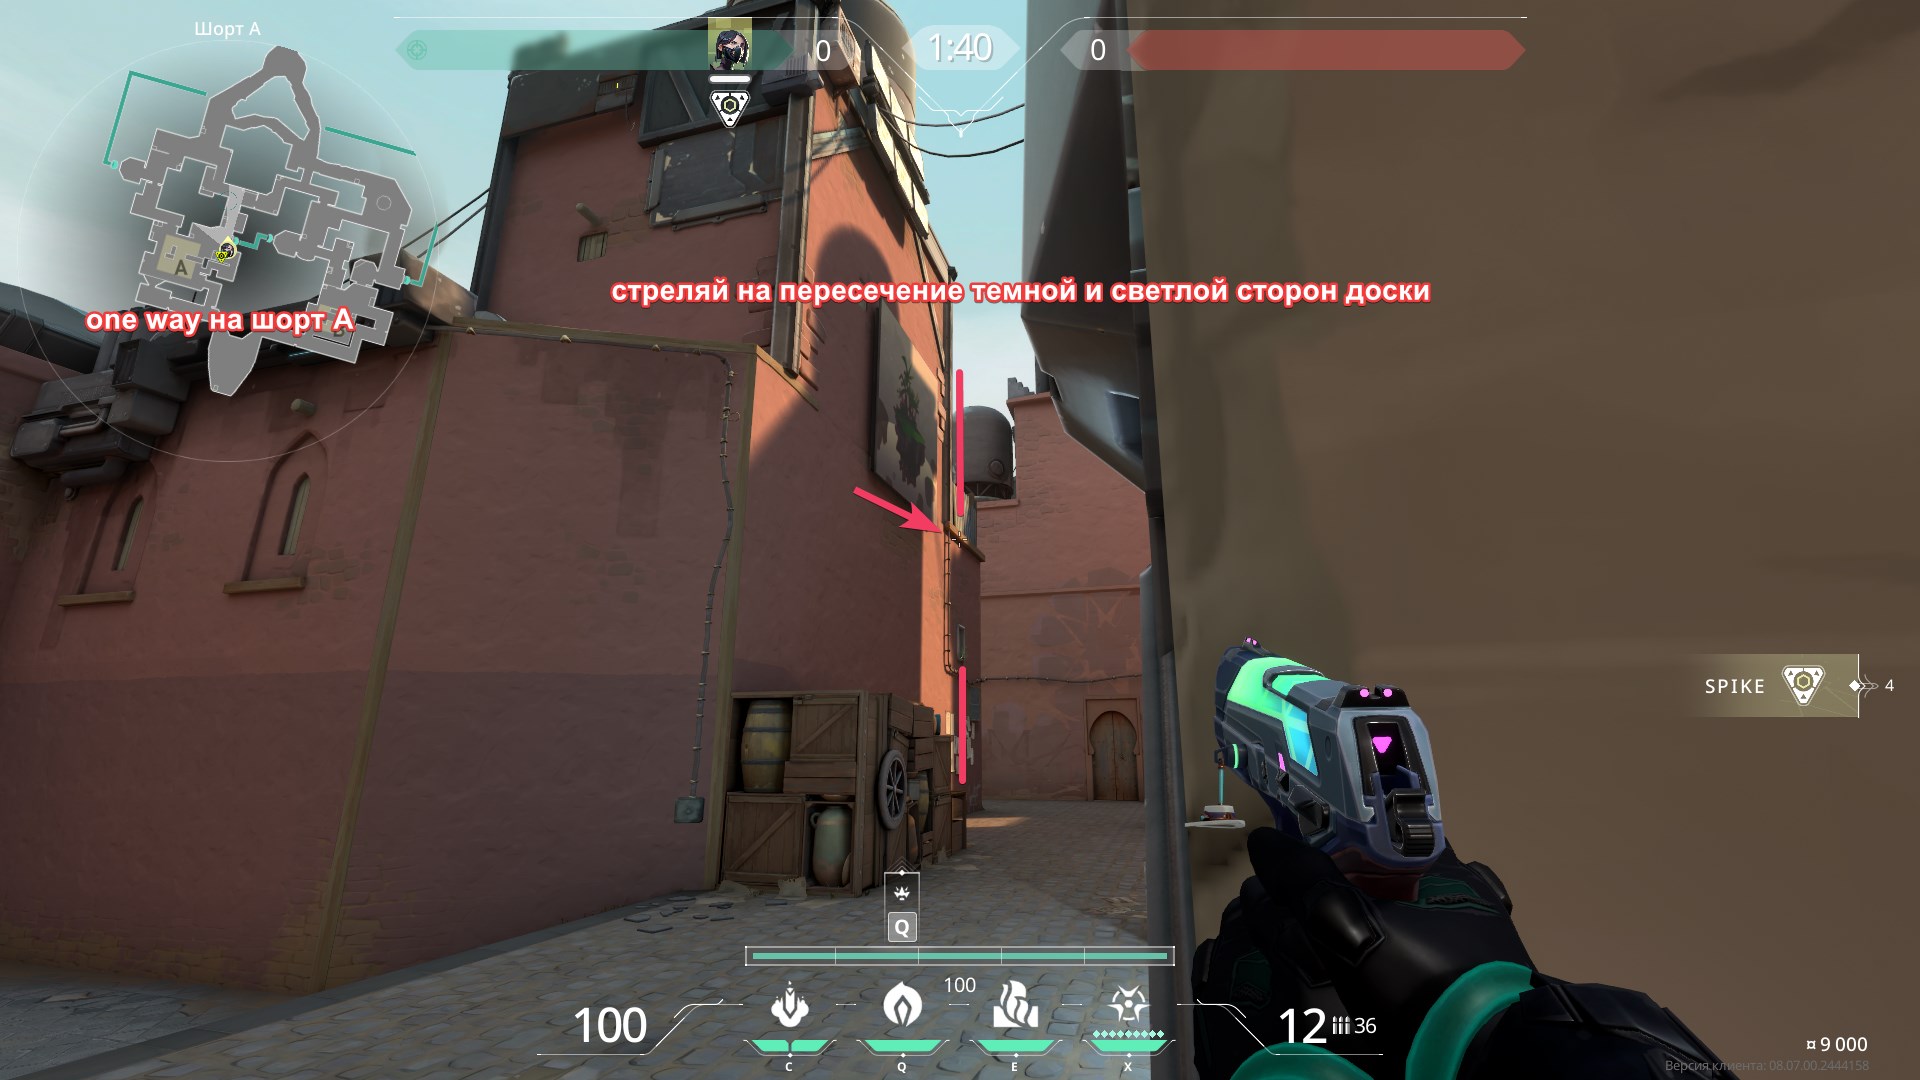 Шорт А
0
1:40
0
A
стреляй на пересечение темной и светлой сторон доски
one way на шорт А
B
SPIKE
4
Q
100
100
12
36
C
Q
E
X
¤ 9 000
Версия клиента: 08.07.00.2444158